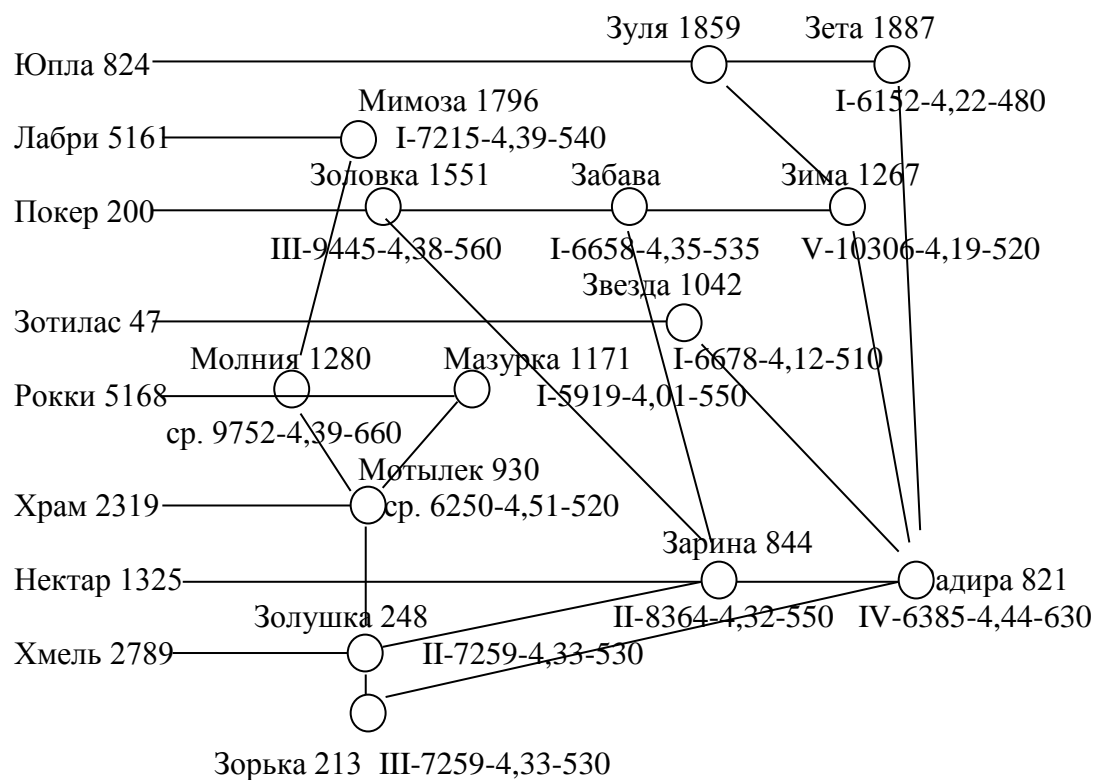 Зуля 1859 Зета 1887
Юпла 824
I-6152-4,22-480
Мимоза 1796
Лабри 5161 I-7215-4,39-540
Золовка 1551 Забава Зима 1267
Покер 200
III-9445-4,38-560 I-6658-4,35-535 V-10306-4,19-520
Звезда 1042
Зотилас 47
Молния 1280 Мазурка 1171 I-6678-4,12-510
Рокки 5168 I-5919-4,01-550
ср. 9752-4,39-660
Мотылек 930
Храм 2319 ср. 6250-4,51-520
Зарина 844
Нектар 1325 адира 821
Золушка 248 II-8364-4,32-550 IV-6385-4,44-630
Хмель 2789 II-7259-4,33-530
Зорька 213 III-7259-4,33-530